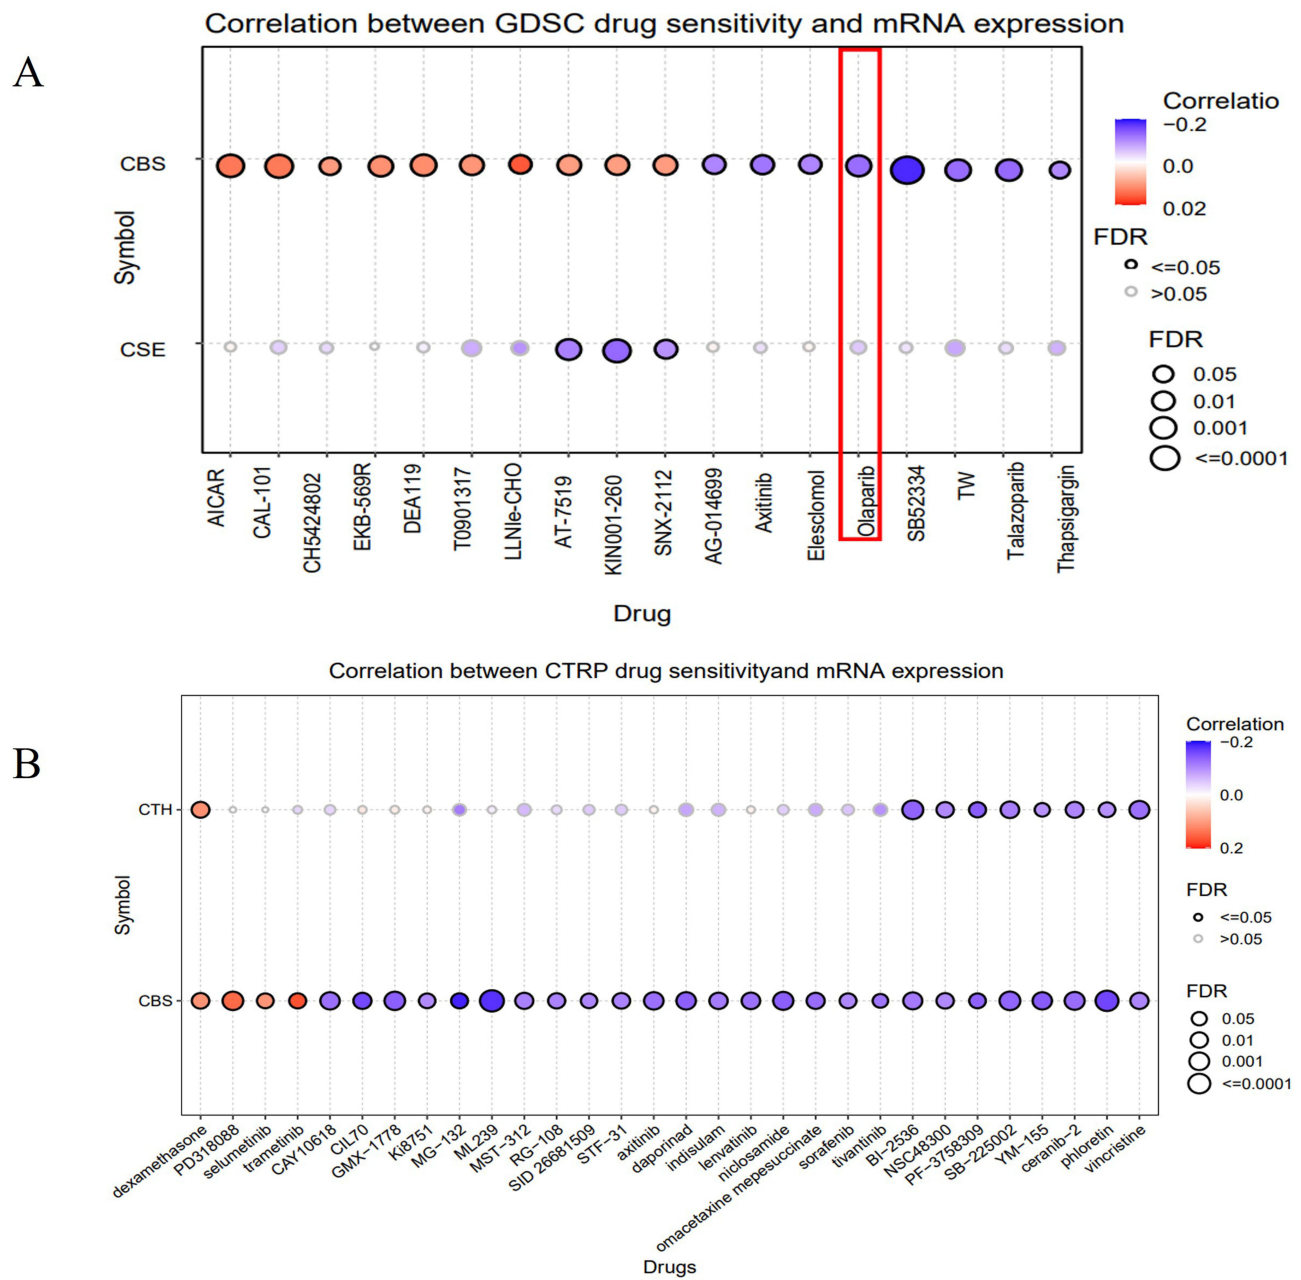 Correlation between GDSC drug sensitivity and mRNA expression
A
Correlatio
−0.2
0.0
0.02
CBS
Symbol
CSE
FDR
<=0.05
>0.05
FDR
0.05
0.01
0.001
<=0.0001
AICAR
CAL-101
CH5424802
EKB-569R
DEA119
T0901317
LLNle-CHO
AT-7519
KIN001-260
SNX-2112
AG-014699
Axitinib
Elesclomol
Olaparib
SB52334
TW
Talazoparib
Thapsigargin
Drug
Correlation between CTRP drug sensitivityand mRNA expression
B
Correlation
−0.2
0.0
0.2
CTH
Symbol
CBS
FDR
<=0.05
>0.05
FDR
0.05
0.01
0.001
<=0.0001
dexamethasone
PD318088
selumetinib
trametinib
CAY10618
CIL70
GMX−1778
Ki8751
MG−132
ML239
MST−312
RG−108
SID 26681509
STF−31
axitinib
daporinad
indisulam
lenvatinib
niclosamide
omacetaxine mepesuccinate
sorafenib
tivantinib
BI−2536
NSC48300
PF−3758309
SB−225002
YM−155
ceranib−2
phloretin
vincristine
Drugs